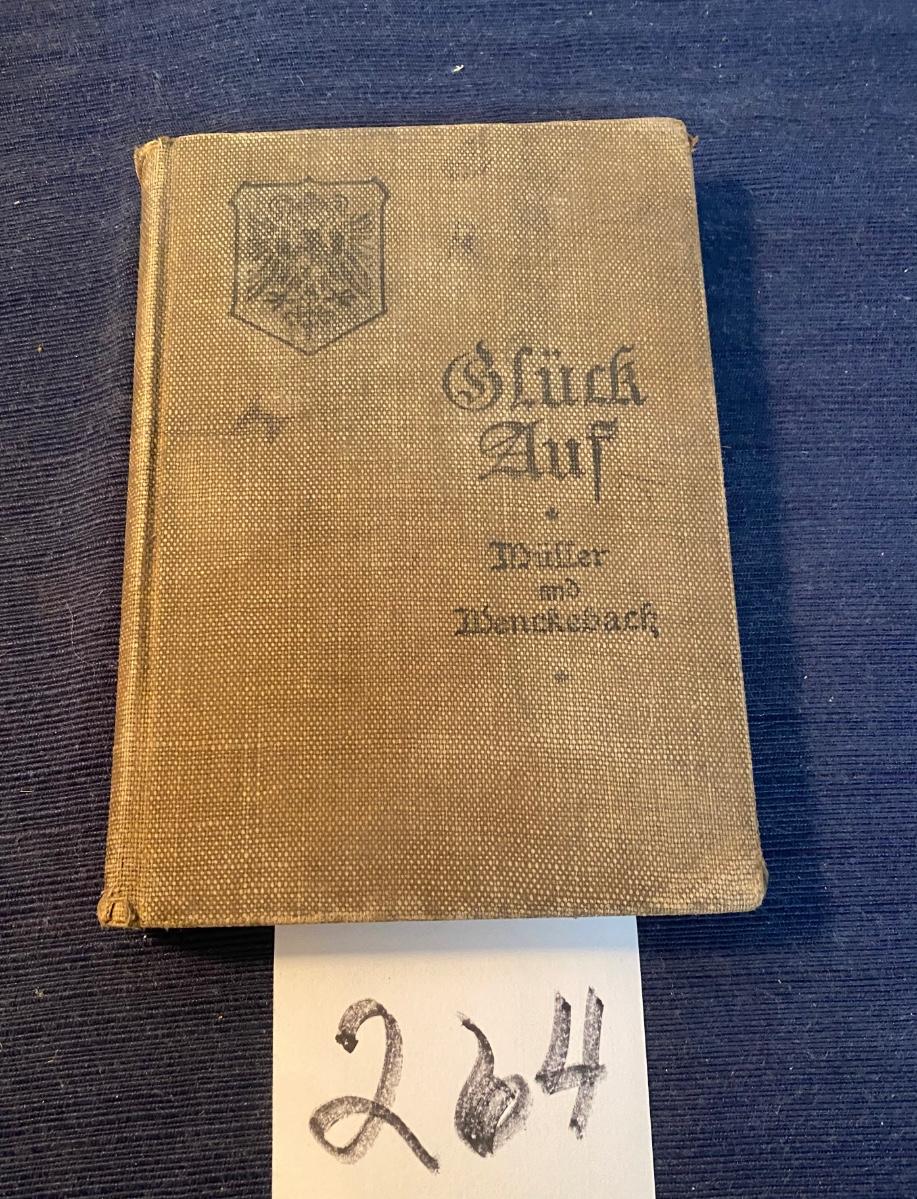 Glück
Auf
Müller
und
Wenckebach
264